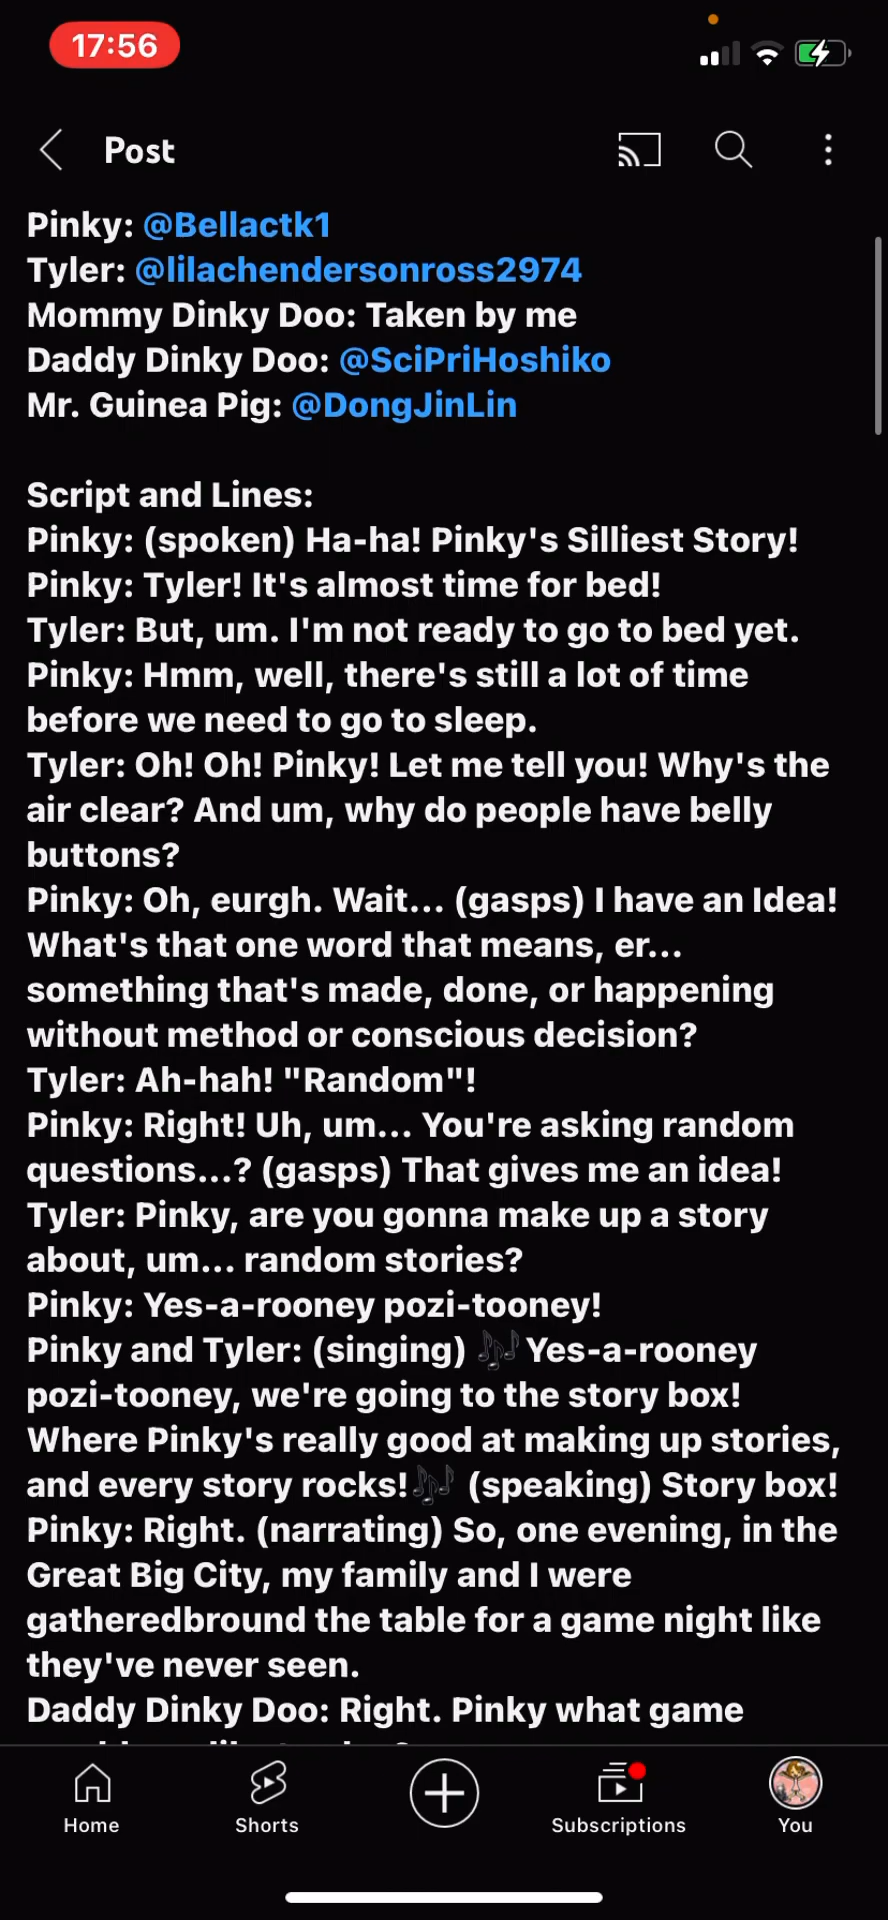 17:56
Post
Pinky: @Bellactk1
Tyler: @lilachendersonross2974
Mommy Dinky Doo: Taken by me
Daddy Dinky Doo: @SciPriHoshiko
Mr. Guinea Pig: @DongJinLin
Script and Lines:
Pinky: (spoken) Ha-ha! Pinky's Silliest Story!
Pinky: Tyler! It's almost time for bed!
Tyler: But, um. I'm not ready to go to bed yet.
Pinky: Hmm, well, there's still a lot of time
before we need to go to sleep.
Tyler: Oh! Oh! Pinky! Let me tell you! Why's the
air clear? And um, why do people have belly
buttons?
Pinky: Oh, eurgh. Wait... (gasps) I have an Idea!
What's that one word that means, er...
something that's made, done, or happening
without method or conscious decision?
Tyler: Ah-hah! "Random"!
Pinky: Right! Uh, um... You're asking random
questions...? (gasps) That gives me an idea!
Tyler: Pinky, are you gonna make up a story
about, um... random stories?
Pinky: Yes-a-rooney pozi-tooney!
Pinky and Tyler: (singing) 🎶Yes-a-rooney
pozi-tooney, we're going to the story box!
Where Pinky's really good at making up stories,
and every story rocks!🎶 (speaking) Story box!
Pinky: Right. (narrating) So, one evening, in the
Great Big City, my family and I were
gatheredbround the table for a game night like
they've never seen.
Daddy Dinky Doo: Right. Pinky what game
Home
Shorts
Subscriptions
You